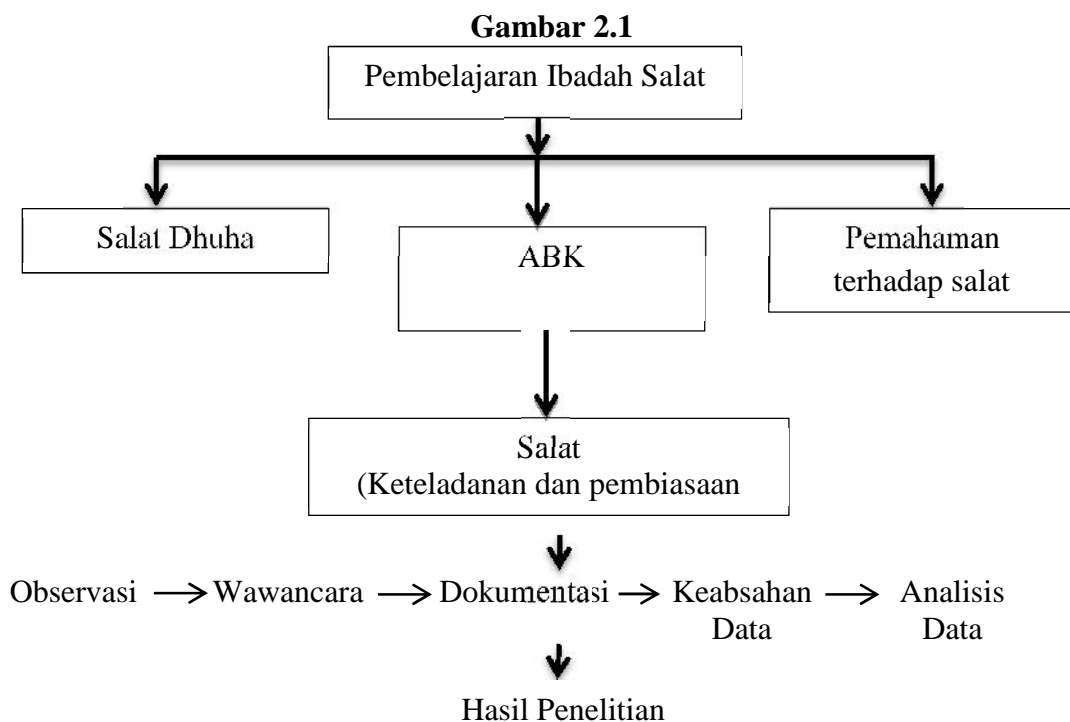 Gambar 2.1
Pembelajaran Ibadah Salat
Salat Dhuha
ABK
Pemahaman
terhadap salat
Salat
(Keteladanan dan pembiasaan
Observasi
Wawancara
Dokumentasi
Keabsahan
Data
Analisis
Data
Hasil Penelitian